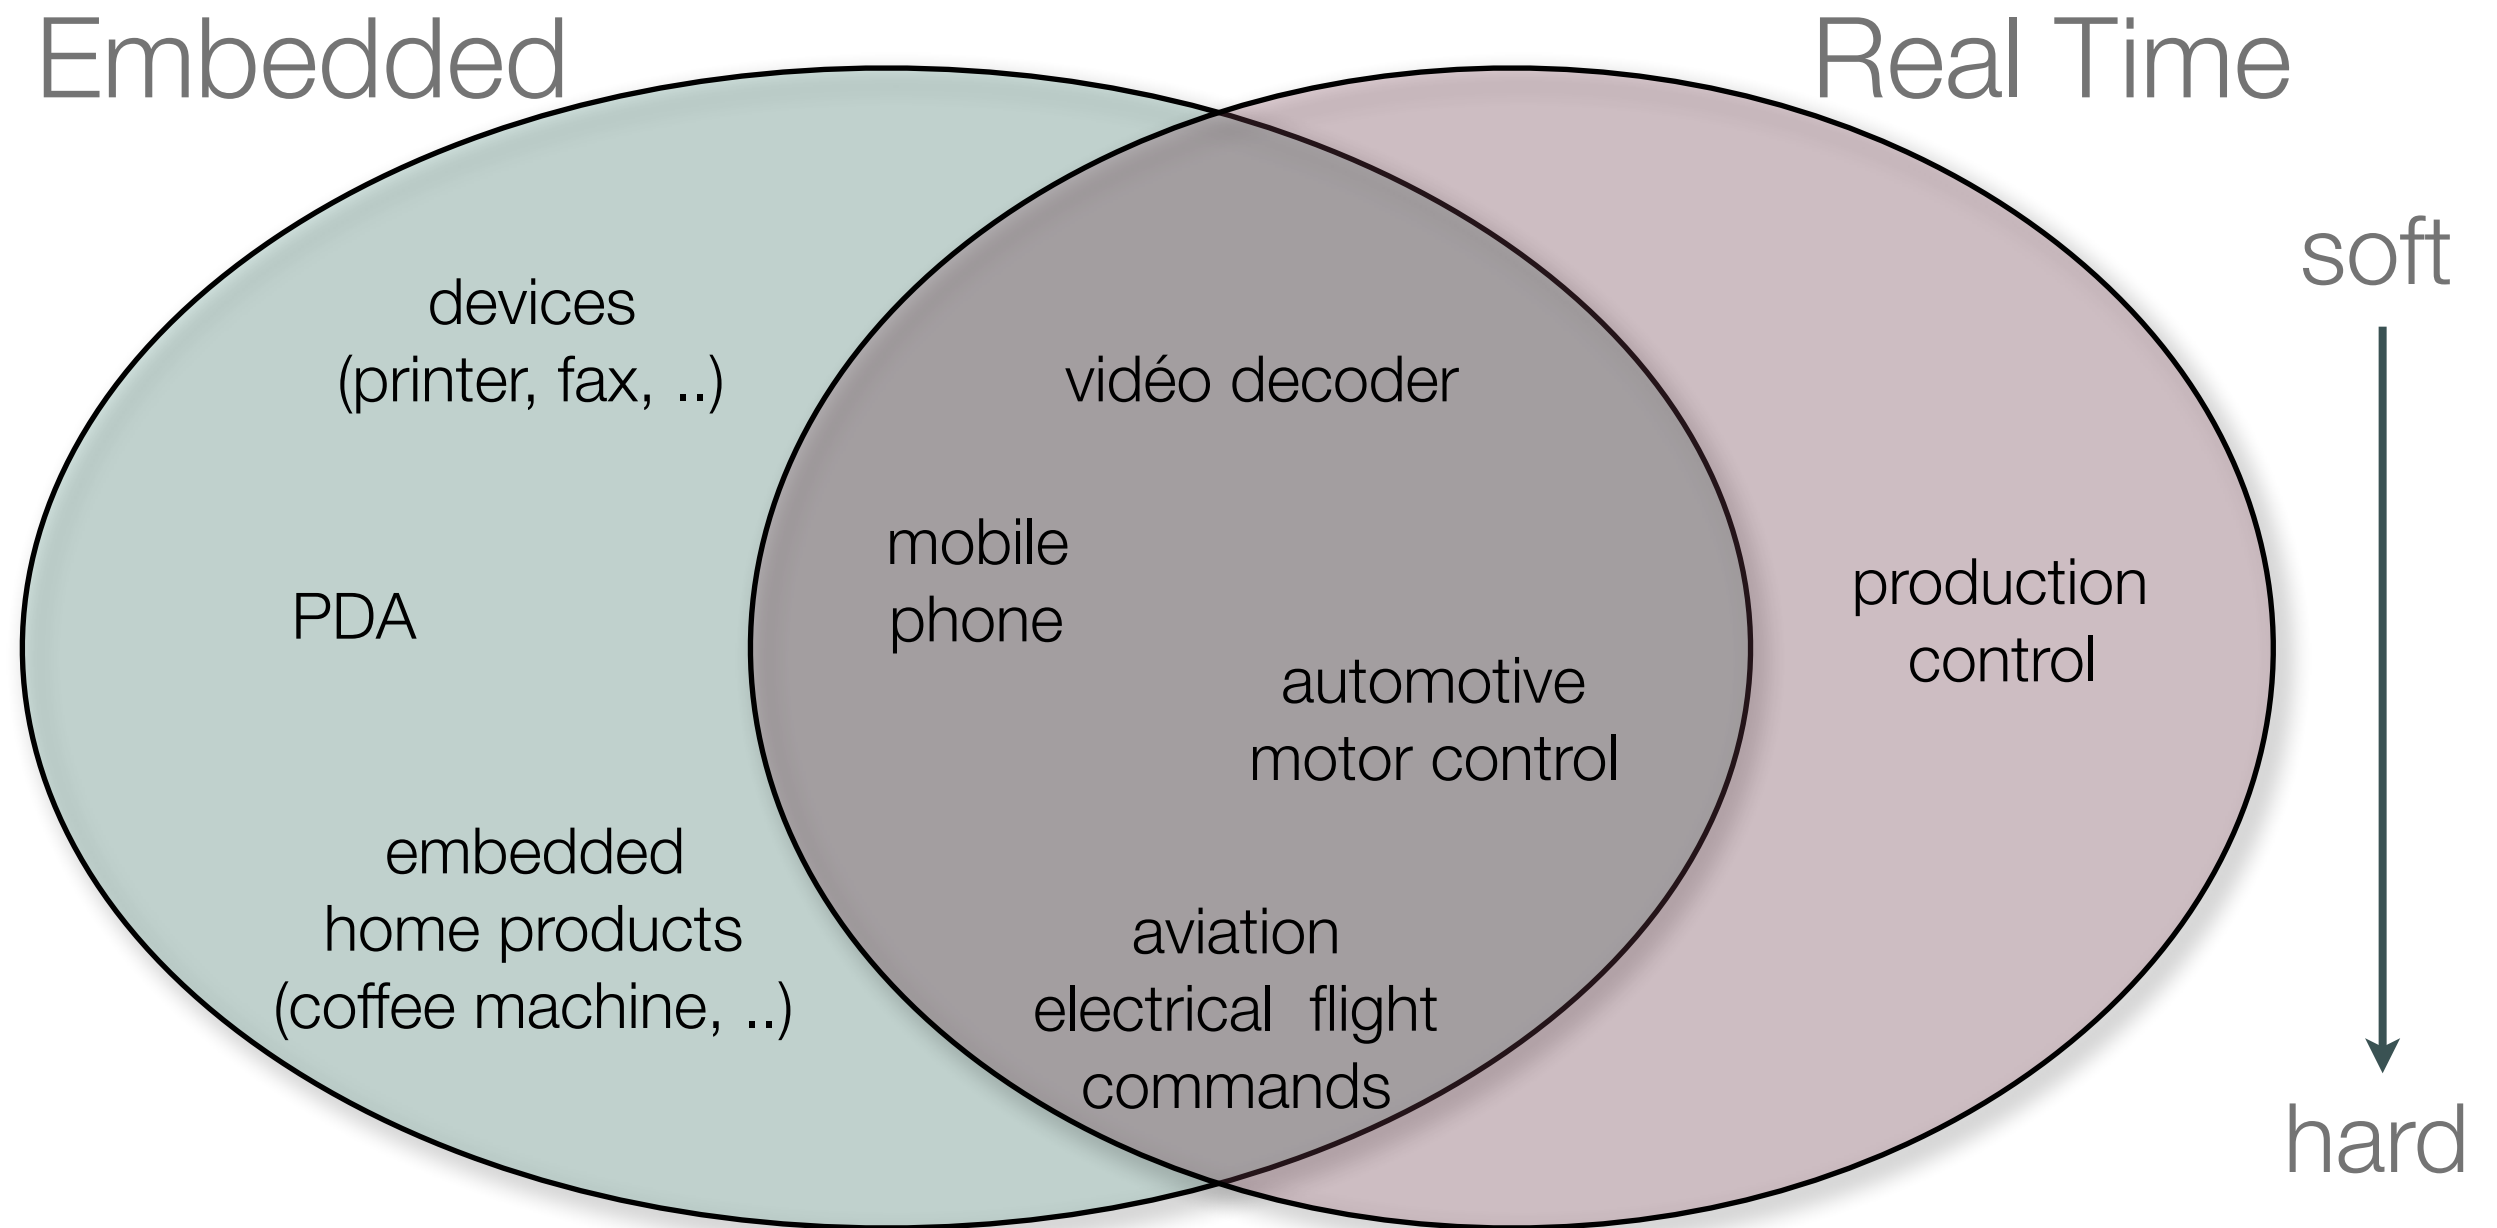 Embedded
Real Time
soft
devices
(printer, fax, ..)
vidéo decoder
mobile
phone
PDA
production
control
automotive
motor control
embedded
home products
(coffee machine, ..)
aviation
electrical  flight
commands
hard